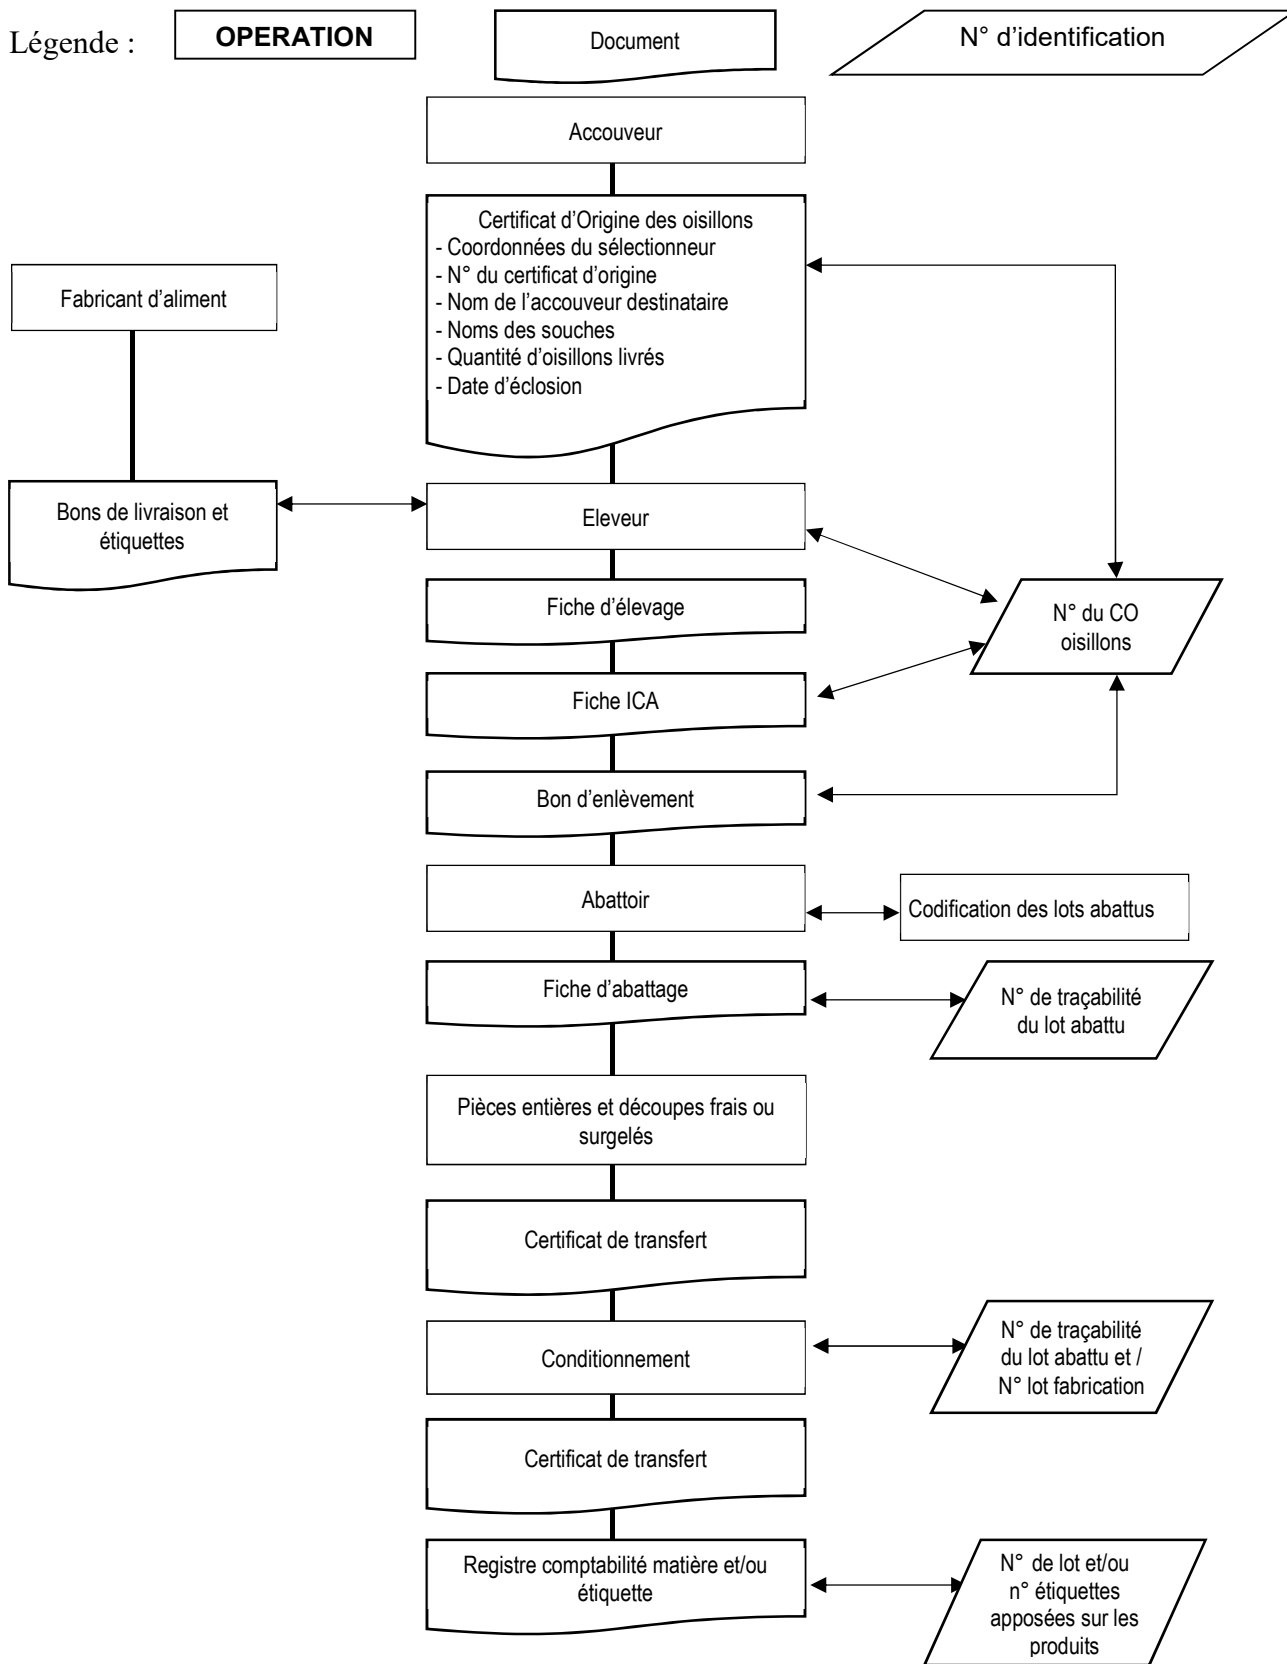 Légende :
OPERATION
Document
N° d'identification
Accouveur
Certificat d'Origine des oisillons
- Coordonnées du sélectionneur
- N° du certificat d'origine
- Nom de l'accouveur destinataire
- Noms des souches
- Quantité d'oisillons livrés
- Date d'éclosion
Fabricant d'aliment
Bons de livraison et
étiquettes
Eleveur
Fiche d'élevage
N° du CO
oisillons
Fiche ICA
Bon d'enlèvement
Abattoir
Codification des lots abattus
Fiche d'abattage
N° de traçabilité
du lot abattu
Pièces entières et découpes frais ou
surgelés
Certificat de transfert
Conditionnement
N° de traçabilité
du lot abattu et /
N° lot fabrication
Certificat de transfert
Registre comptabilité matière et/ou
étiquette
N° de lot et/ou
n° étiquettes
apposées sur les
produits